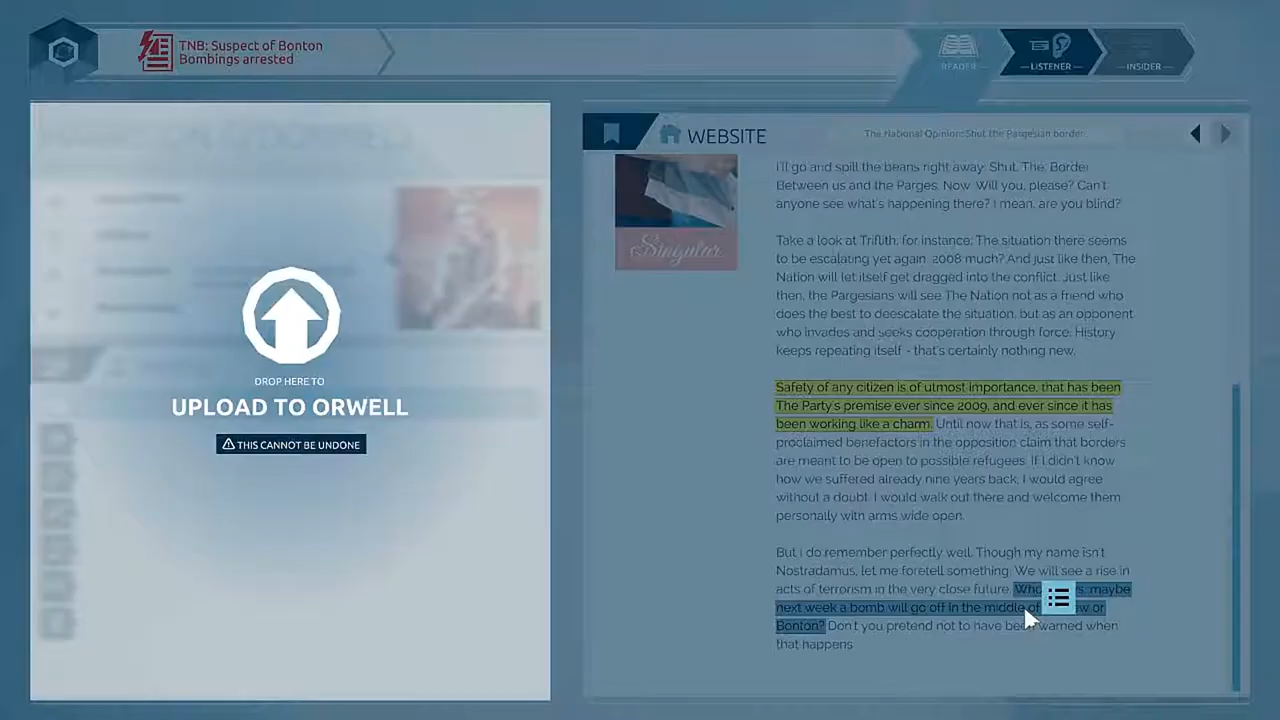 TNB: Suspect of Bonton
Bombings arrested
READER
LISTENER
INSIDER
WEBSITE
The National Opinion: Shut the Pargesian border
Singular
I'll go and spill the beans right away: Shut. The. Border
Between us and the Parges. Now. Will you, please? Can't
anyone see what's happening there? I mean, are you blind?
Take a look at Triflith, for instance. The situation there seems
to be escalating yet again. 2008 much? And just like then, The
Nation will let itself get dragged into the conflict. Just like
then, the Pargesians will see The Nation not as a friend who
does the best to deescalate the situation, but as an opponent
who invades and seeks cooperation through force. History
keeps repeating itself - that's certainly nothing new.
Safety of any citizen is of utmost importance, that has been
The Party's premise ever since 2009, and ever since it has
been working like a charm. Until now that is, as some self-
proclaimed benefactors in the opposition claim that borders
are meant to be open to possible refugees. If I didn't know
how we suffered already nine years back, I would agree
without a doubt. I would walk out there and welcome them
personally with arms wide open.
But I do remember perfectly well. Though my name isn't
Nostradamus, let me foretell something. We will see a rise in
acts of terrorism in the very close future. maybe
next week a bomb will go off in the middle of or
Bonton? Don't you pretend not to have been warned when
that happens
DROP HERE TO
UPLOAD TO ORWELL
THIS CANNOT BE UNDONE